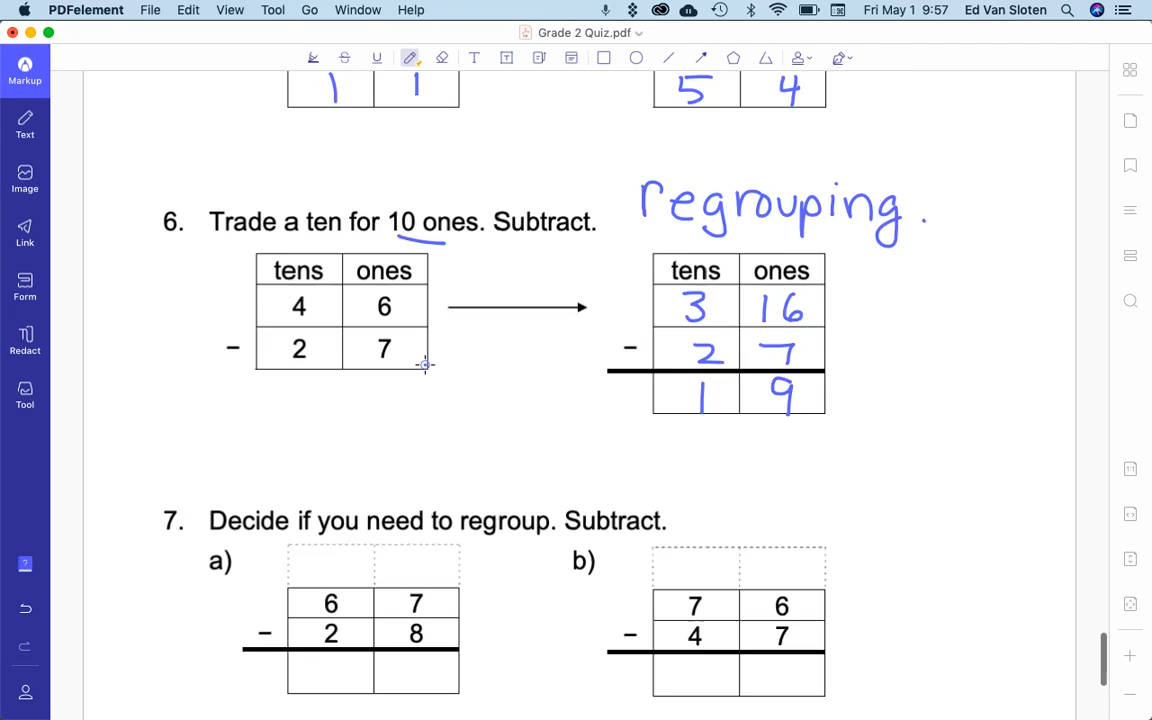 PDFelement File Edit View Tool Go Window Help Fri May 1 9:57 Ed Van Sloten
Grade 2 Quiz.pdf
Markup
Text
Image
Link
Form
Redact
Tool
1 1
5 4
6. Trade a ten for 10 ones. Subtract.
regrouping.
tens ones
4 6
- 2 7
tens ones
3 16
- 2 7
1 9
7. Decide if you need to regroup. Subtract.
a)
6 7
- 2 8
b)
7 6
- 4 7